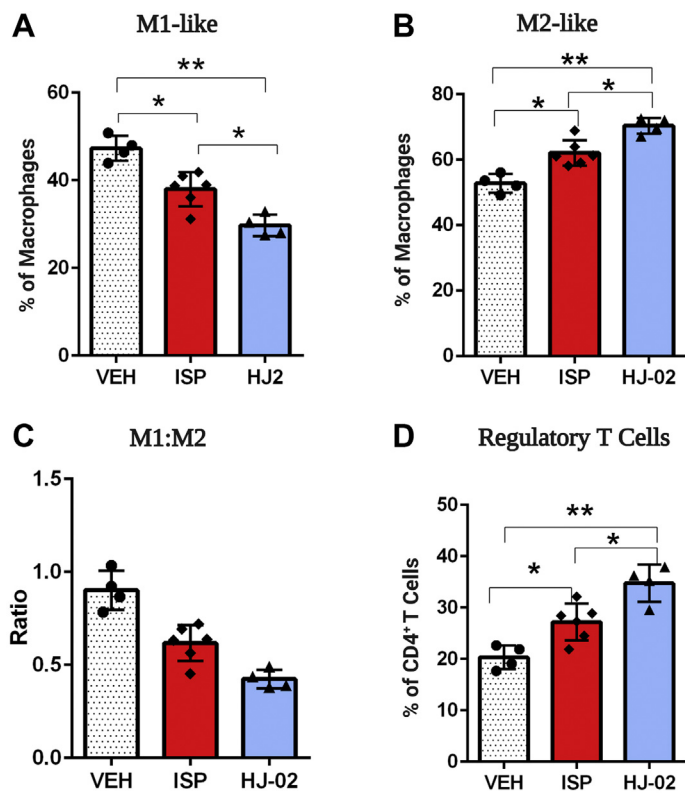 A
M1-like
% of Macrophages
60
40
20
0
**
*
*
VEH
ISP
HJ2
B
M2-like
% of Macrophages
80
60
40
20
0
**
*
*
VEH
ISP
HJ-02
C
M1:M2
Ratio
1.5
1.0
0.5
0.0
VEH
ISP
HJ-02
D
Regulatory T Cells
% of CD4⁺ T Cells
50
40
30
20
10
0
**
*
*
VEH
ISP
HJ-02